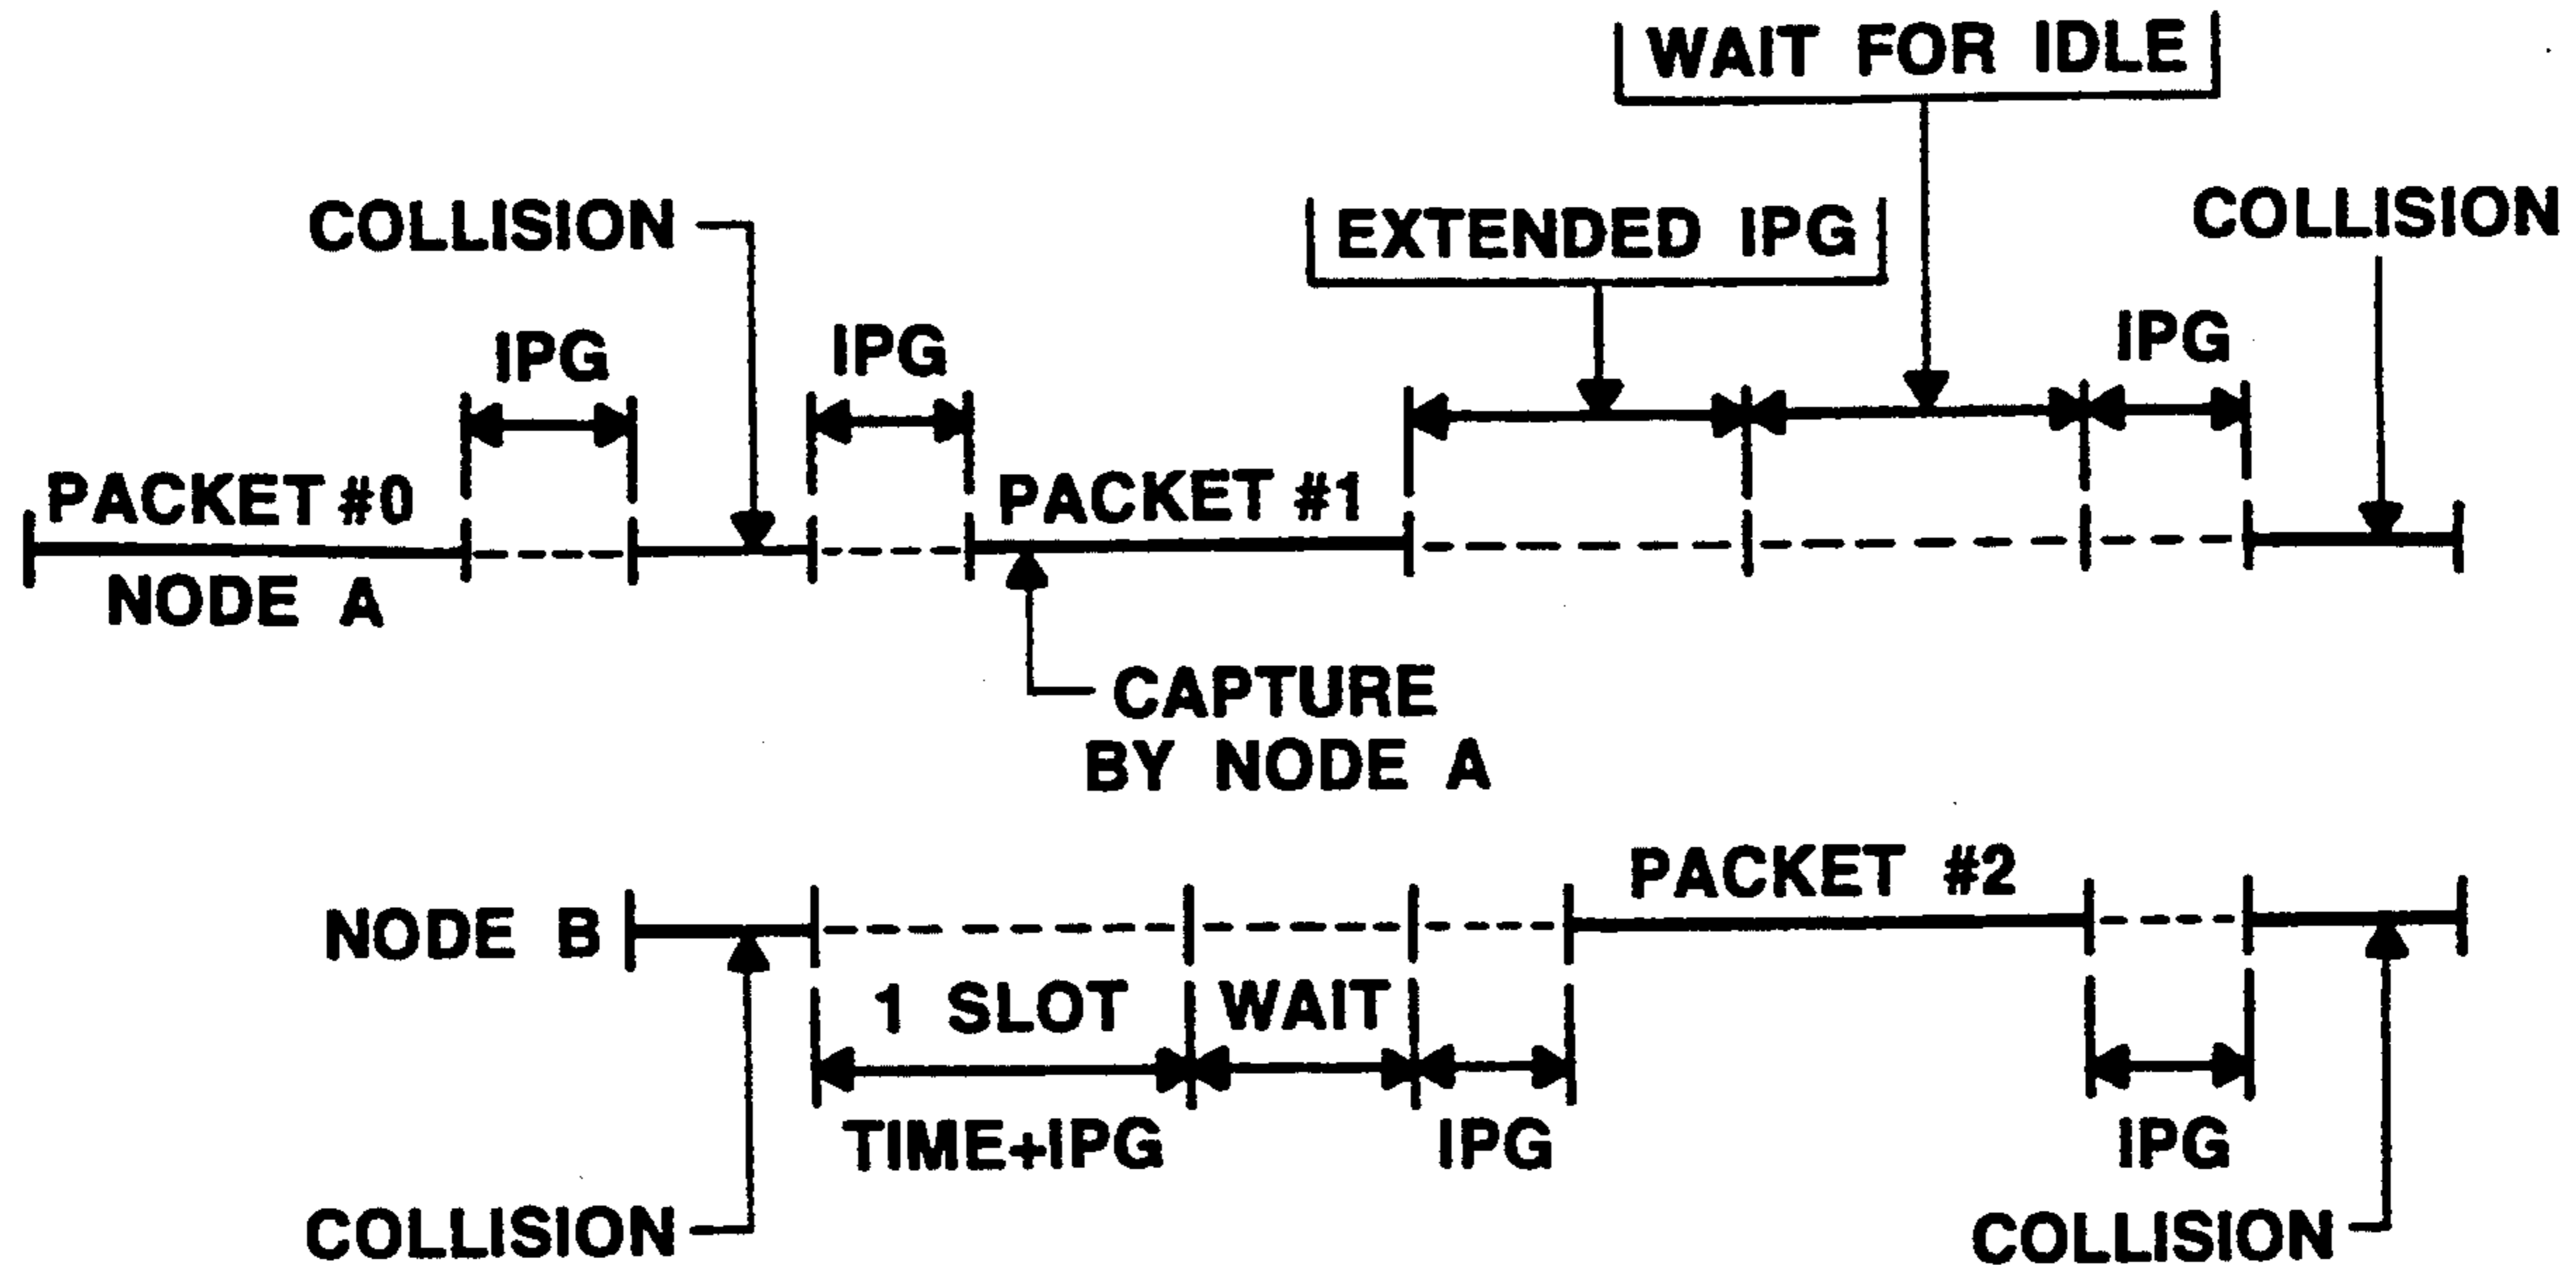 WAIT FOR IDLE
COLLISION
EXTENDED IPG
COLLISION
IPG
IPG
IPG
PACKET #0
PACKET #1
NODE A
CAPTURE
BY NODE A
PACKET #2
NODE B
1 SLOT
WAIT
TIME+IPG
IPG
IPG
COLLISION
COLLISION